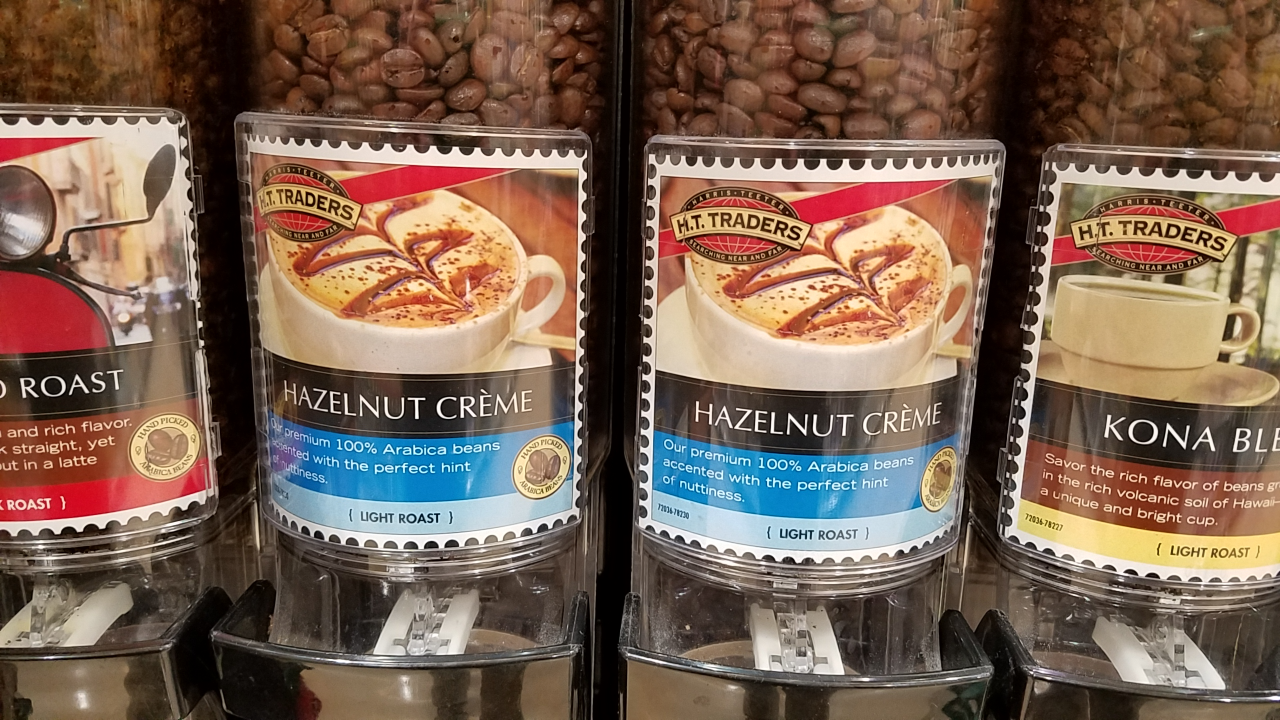 ROAST
and rich flavor.
straight, yet
out in a latte
ROAST }
HAND PICKED
ARABICA BEANS
HARRIS • TEETER
H.T. TRADERS
SEARCHING NEAR AND FAR
HAZELNUT CRÈME
Our premium 100% Arabica beans
accented with the perfect hint
of nuttiness.
HAND PICKED
ARABICA BEANS
{ LIGHT ROAST }
HARRIS • TEETER
H.T. TRADERS
SEARCHING NEAR AND FAR
HAZELNUT CRÈME
Our premium 100% Arabica beans
accented with the perfect hint
of nuttiness.
HAND PICKED
ARABICA BEANS
72036-78230
{ LIGHT ROAST }
HARRIS • TEETER
H.T. TRADERS
SEARCHING NEAR AND FAR
KONA BLE
Savor the rich flavor of beans gr
in the rich volcanic soil of Hawaii
a unique and bright cup.
72036-78227
{ LIGHT ROAST }